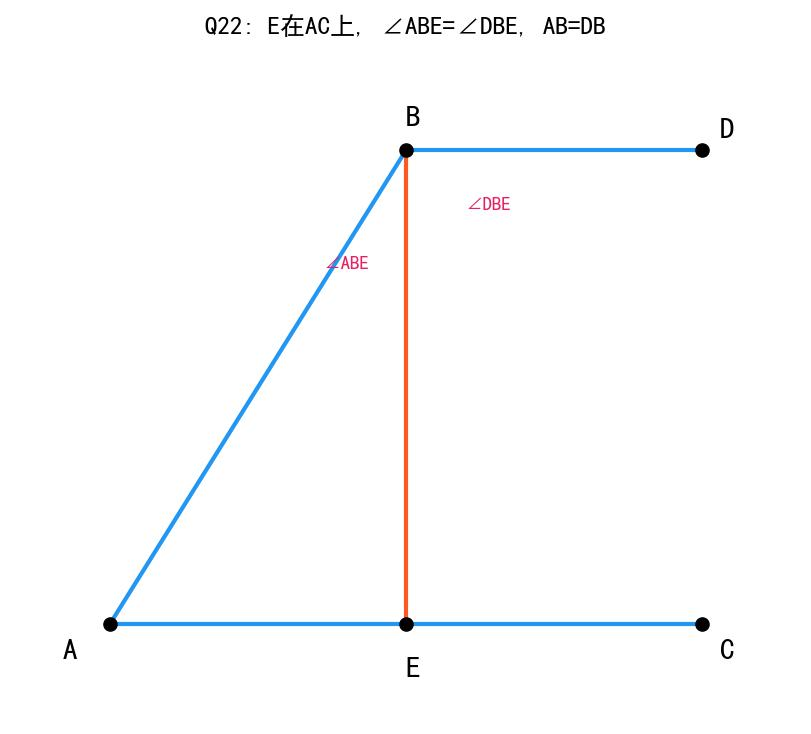 Q22: E在AC上, ∠ABE=∠DBE, AB=DB
B
D
∠DBE
∠ABE
A
E
C